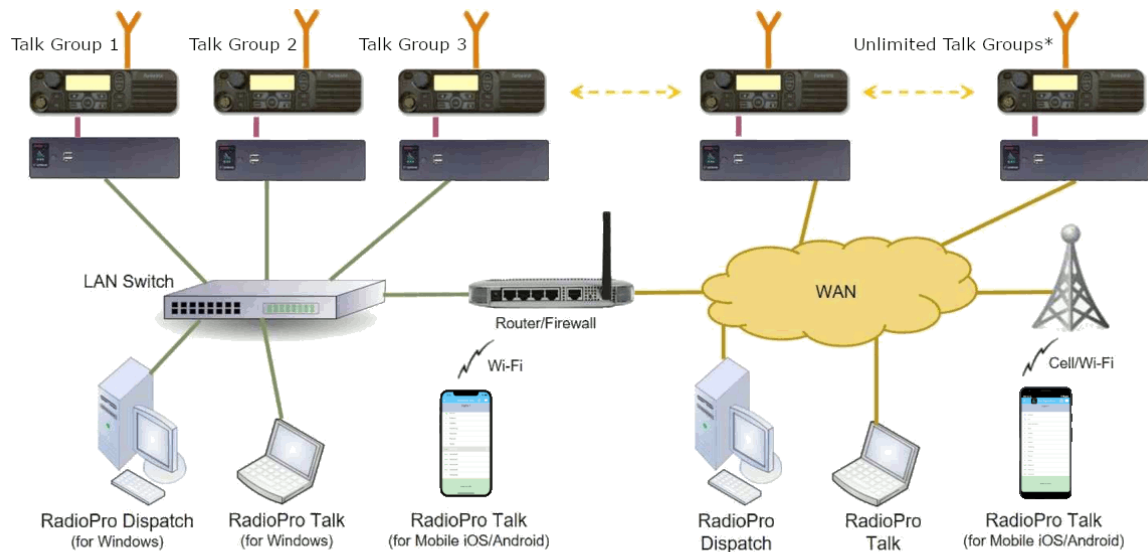 Talk Group 1
Talk Group 2
Talk Group 3
Unlimited Talk Groups*
LAN Switch
Router/Firewall
WAN
Wi-Fi
Cell/Wi-Fi
RadioPro Dispatch
(for Windows)
RadioPro Talk
(for Windows)
RadioPro Talk
(for Mobile iOS/Android)
RadioPro
Dispatch
RadioPro
Talk
RadioPro Talk
(for Mobile iOS/Android)